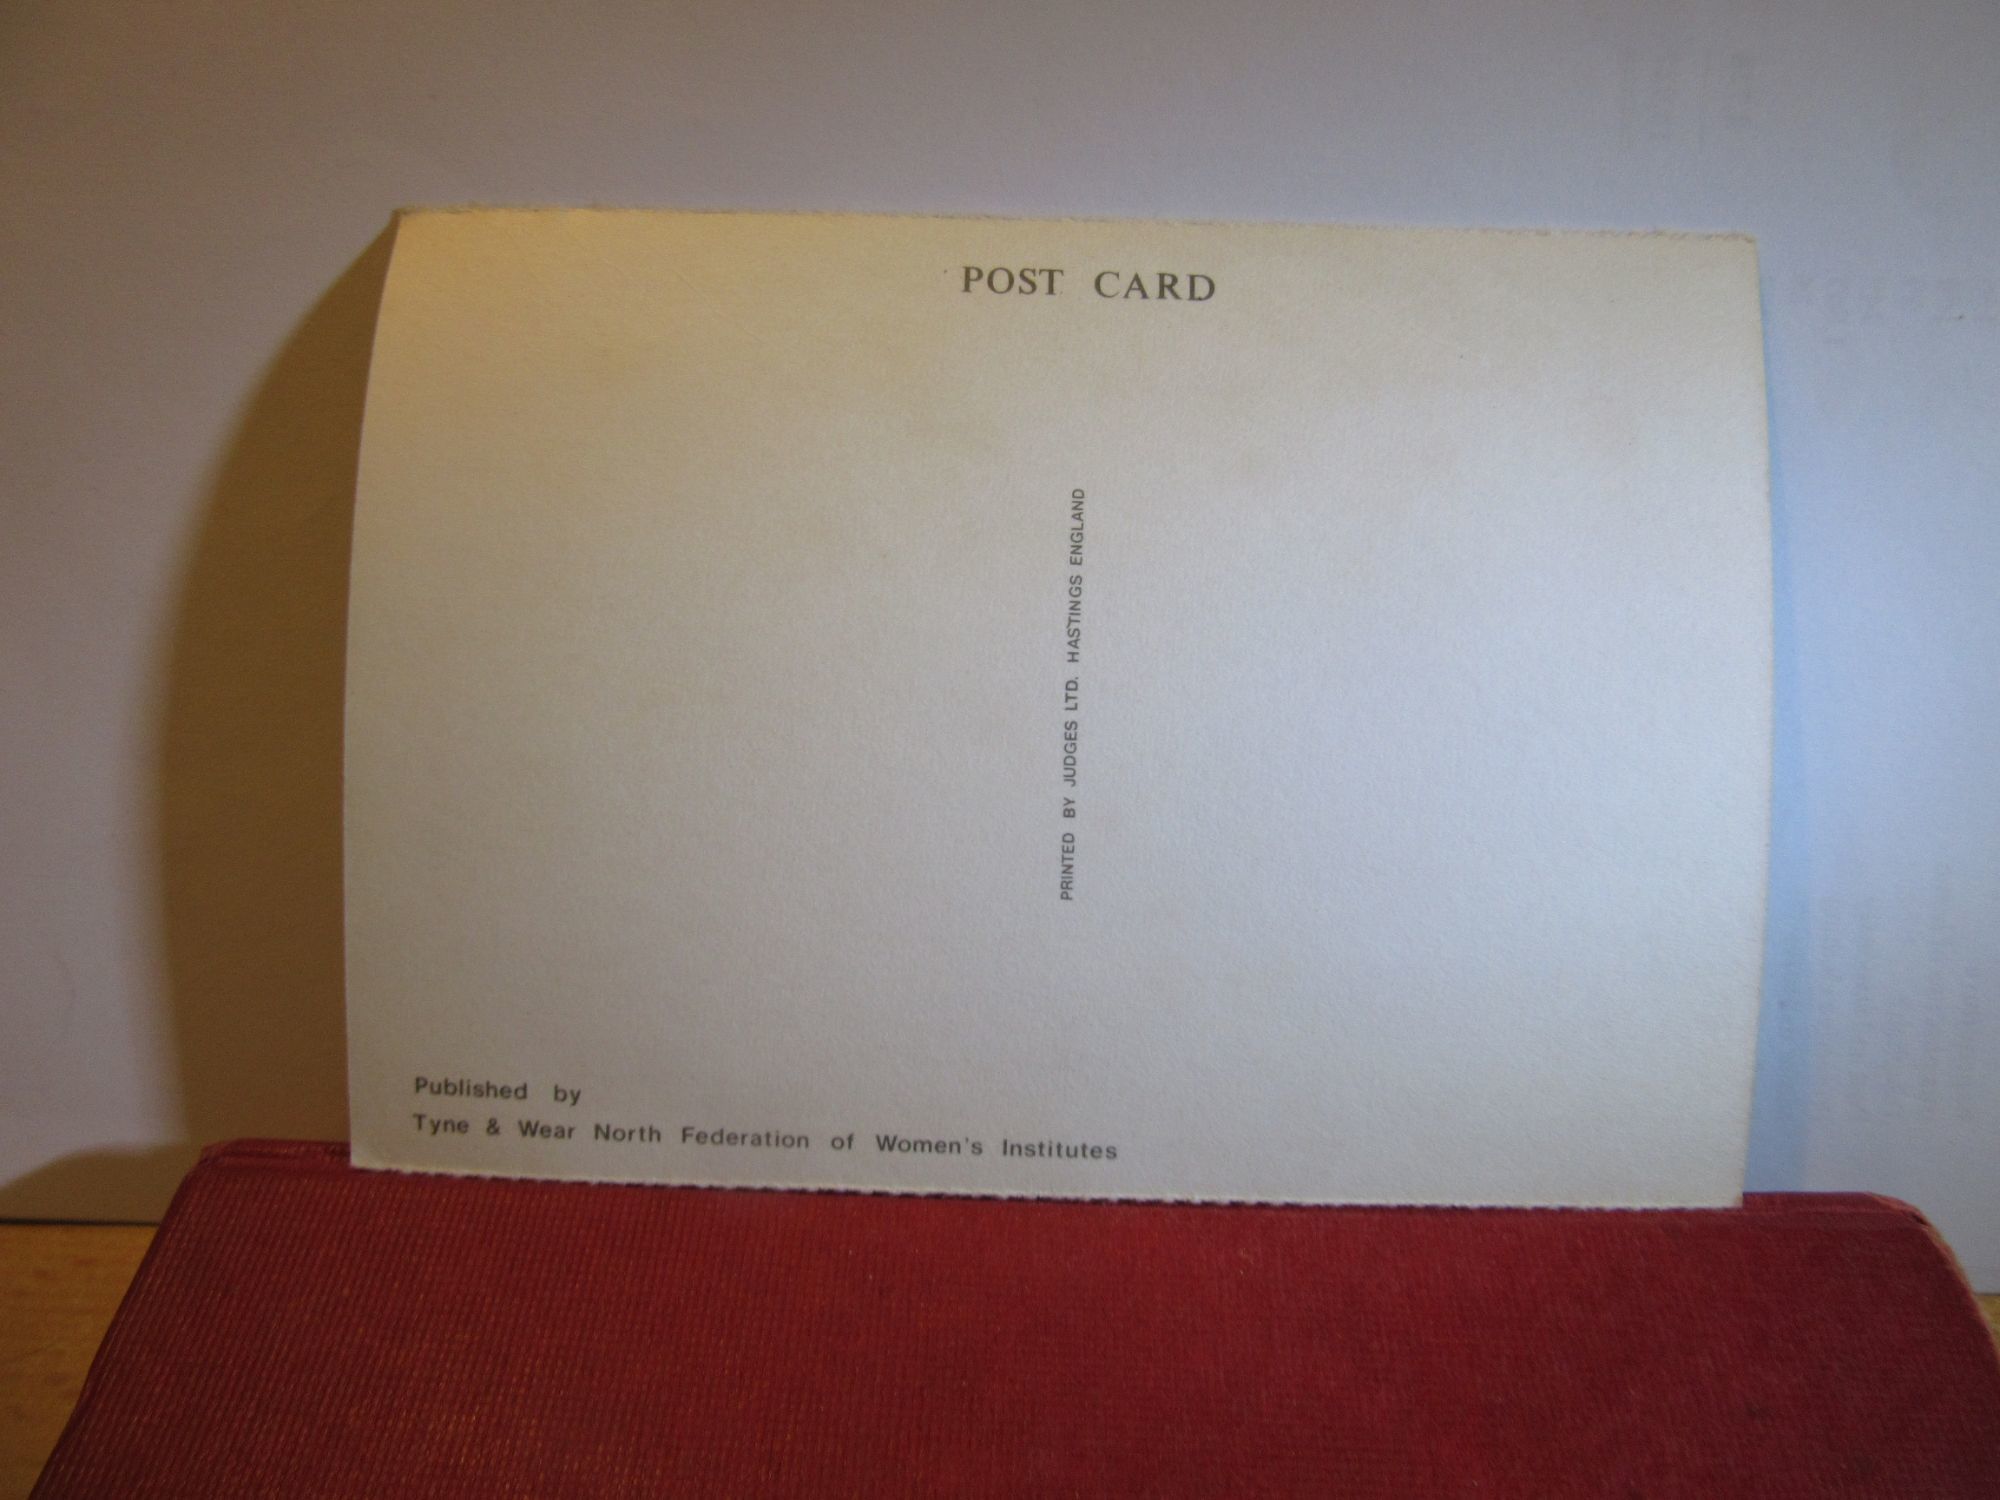 POST CARD
PRINTED BY JUDGES LTD. HASTINGS ENGLAND
Published by
Tyne & Wear North Federation of Women's Institutes